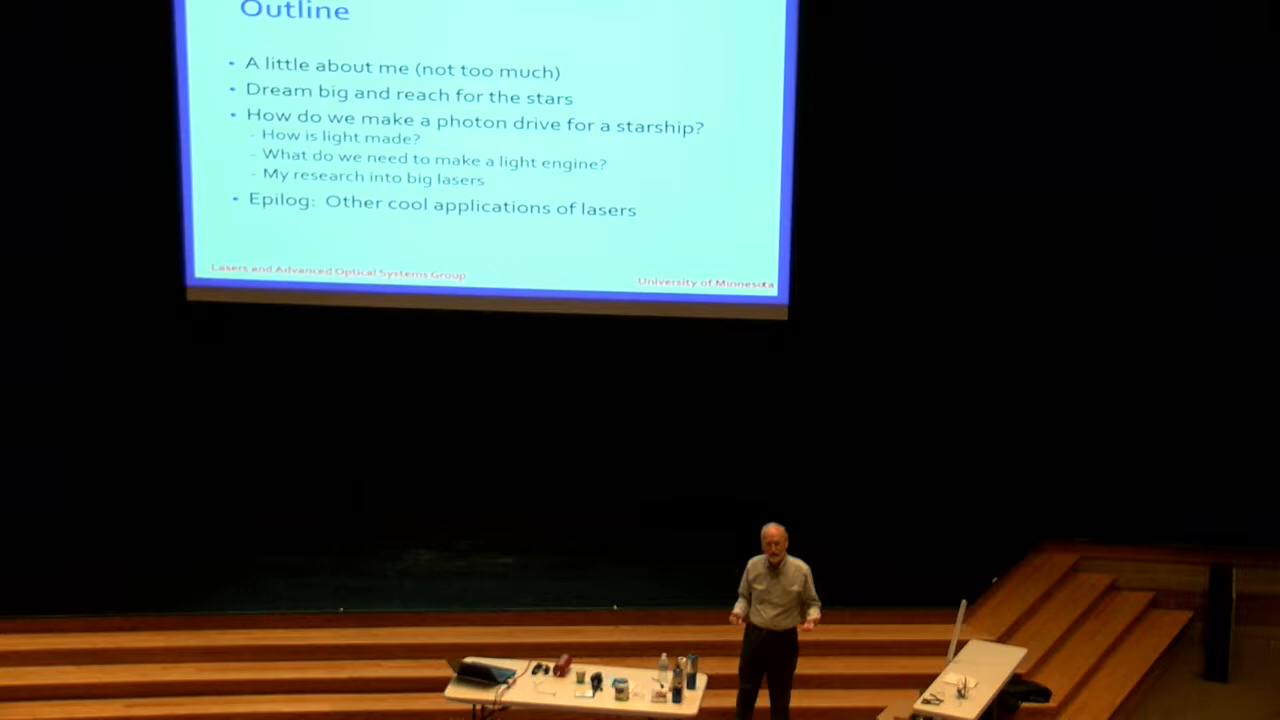 Outline
• A little about me (not too much)
• Dream big and reach for the stars
• How do we make a photon drive for a starship?
- How is light made?
- What do we need to make a light engine?
- My research into big lasers
• Epilog: Other cool applications of lasers
Lasers and Advanced Optical Systems Group
University of Minnesota